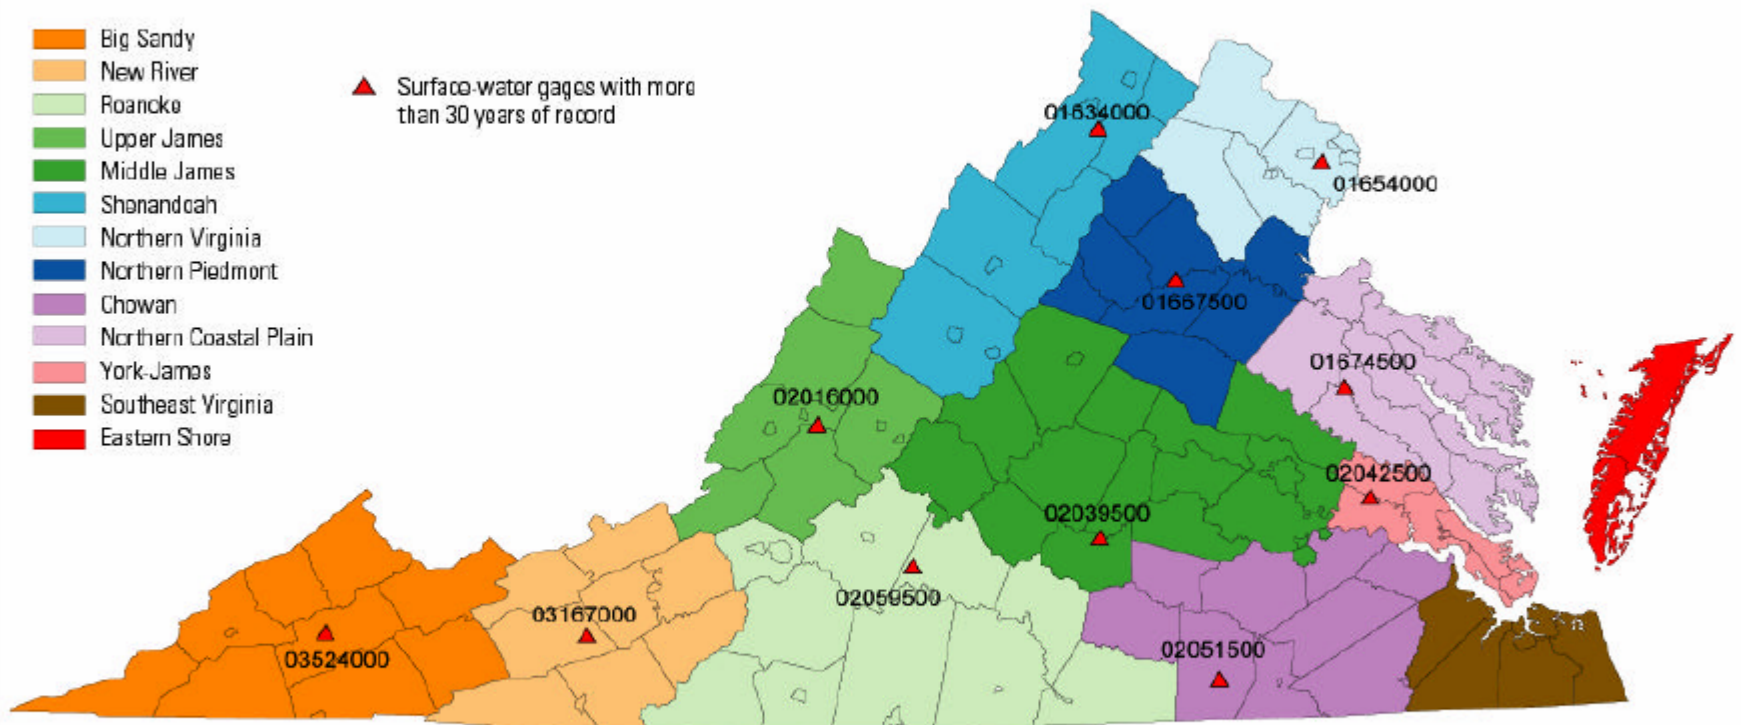 Big Sandy
New River
Roanoke
Upper James
Middle James
Shenandoah
Northern Virginia
Northern Piedmont
Chowan
Northern Coastal Plain
York-James
Southeast Virginia
Eastern Shore
Surface-water gages with more
than 30 years of record
01634000
01654000
01667500
01674500
02016000
02042500
02039500
02059500
03167000
03524000
02051500